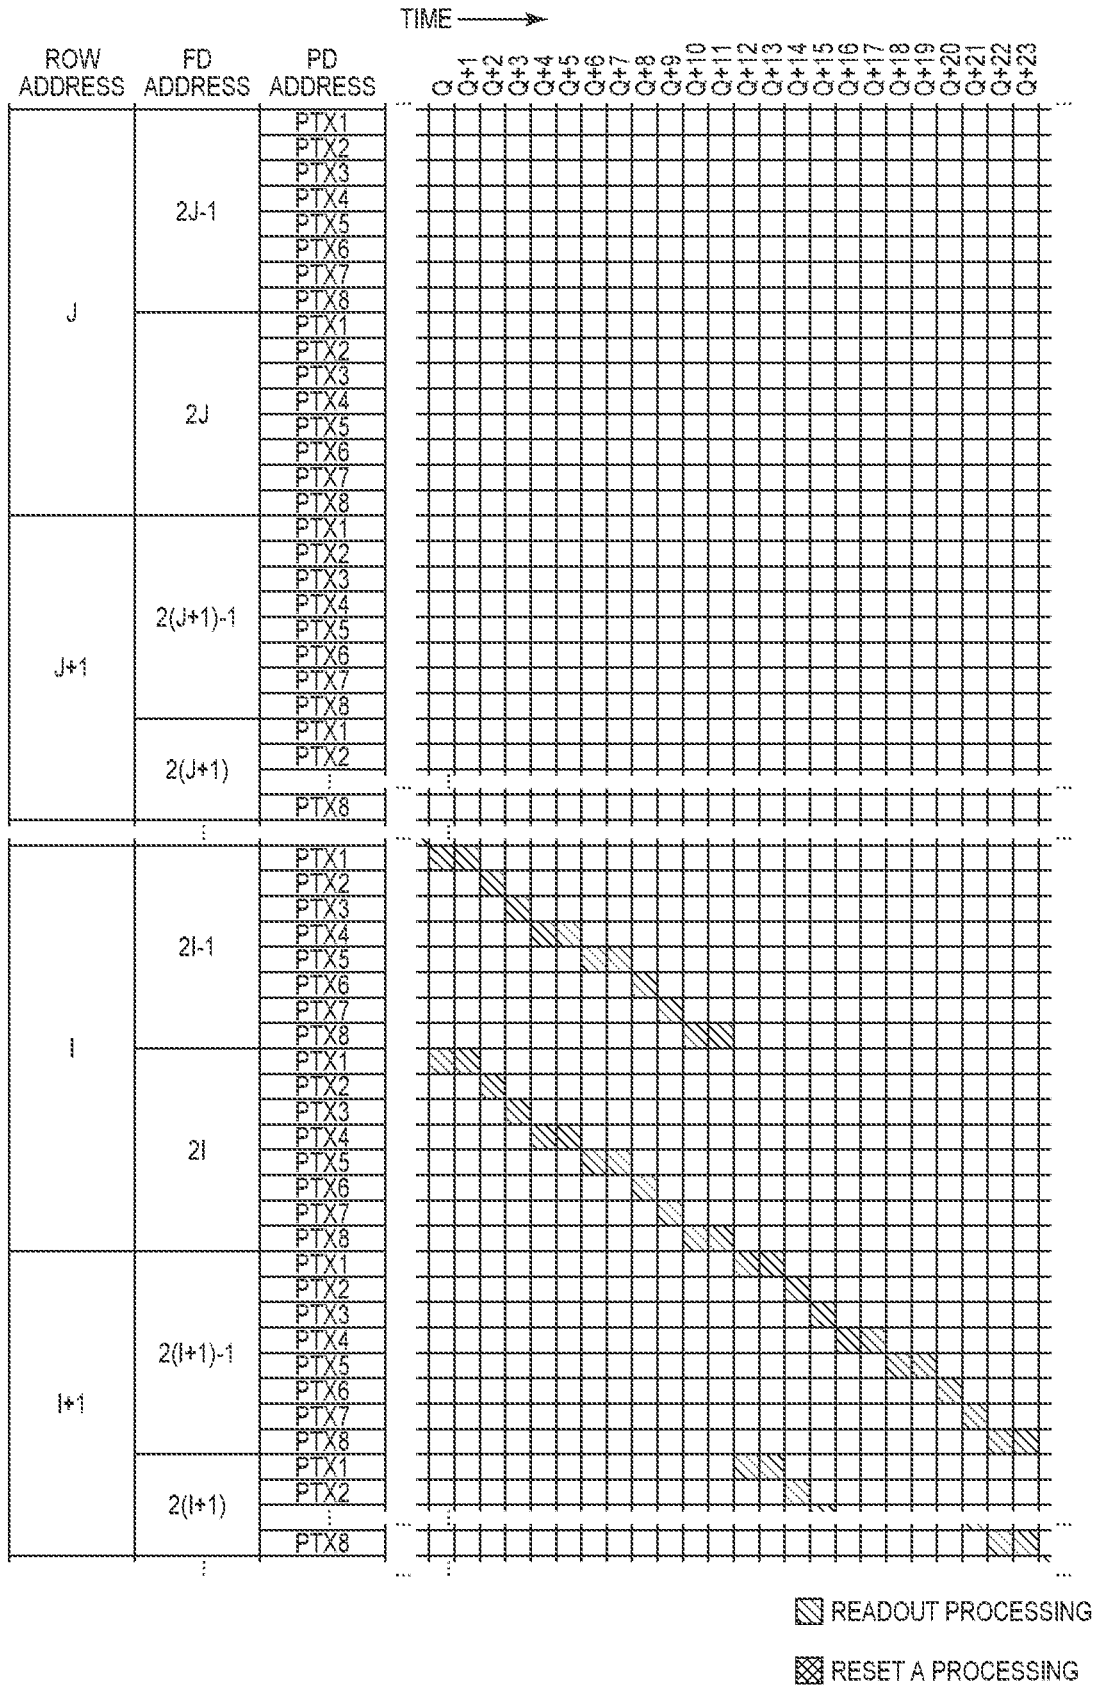 TIME
ROW ADDRESS FD ADDRESS PD ADDRESS ... Q Q+1 Q+2 Q+3 Q+4 Q+5 Q+6 Q+7 Q+8 Q+9 Q+10 Q+11 Q+12 Q+13 Q+14 Q+15 Q+16 Q+17 Q+18 Q+19 Q+20 Q+21 Q+22 Q+23 ...
J
2J-1
PTX1
PTX2
PTX3
PTX4
PTX5
PTX6
PTX7
PTX8
2J
PTX1
PTX2
PTX3
PTX4
PTX5
PTX6
PTX7
PTX8
J+1
2(J+1)-1
PTX1
PTX2
PTX3
PTX4
PTX5
PTX6
PTX7
PTX8
2(J+1)
PTX1
PTX2
... ...
PTX8
... ...
I
2I-1
PTX1
PTX2
PTX3
PTX4
PTX5
PTX6
PTX7
PTX8
2I
PTX1
PTX2
PTX3
PTX4
PTX5
PTX6
PTX7
PTX8
I+1
2(I+1)-1
PTX1
PTX2
PTX3
PTX4
PTX5
PTX6
PTX7
PTX8
2(I+1)
PTX1
PTX2
... ...
PTX8
... ...
READOUT PROCESSING
RESET A PROCESSING